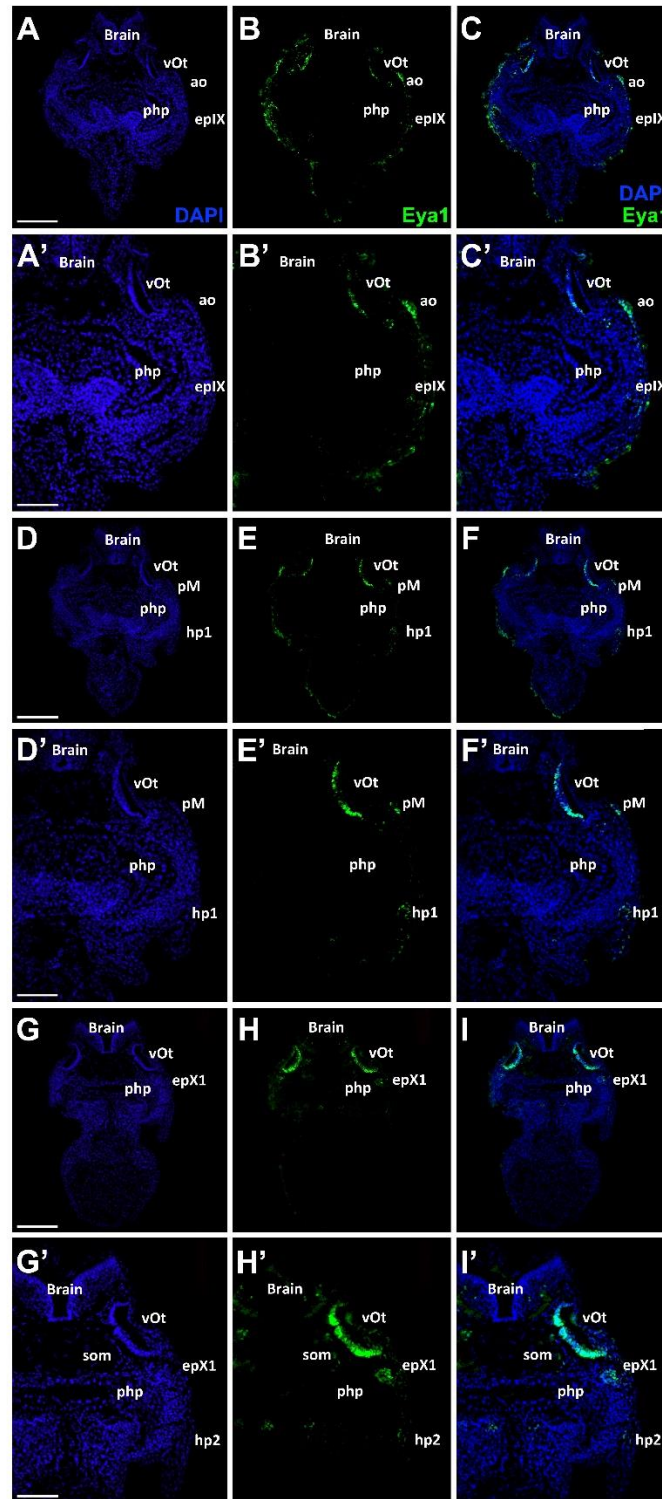 A
Brain
vOt
ao
php
epIX
DAPI
B
Brain
vOt
ao
php
epIX
Eya1
C
Brain
vOt
ao
php
epIX
DAP
Eya1
A'
Brain
vOt
ao
php
epIX
B'
Brain
vOt
ao
php
epIX
C'
Brain
vOt
ao
php
epIX
D
Brain
vOt
pM
php
hp1
E
Brain
vOt
pM
php
hp1
F
Brain
vOt
pM
php
hp1
D'
Brain
vOt
pM
php
hp1
E'
Brain
vOt
pM
php
hp1
F'
Brain
vOt
pM
php
hp1
G
Brain
vOt
epX1
php
H
Brain
vOt
epX1
php
I
Brain
vOt
epX1
php
G'
Brain
vOt
som
epX1
php
hp2
H'
Brain
vOt
som
epX1
php
hp2
I'
Brain
vOt
som
epX1
php
hp2